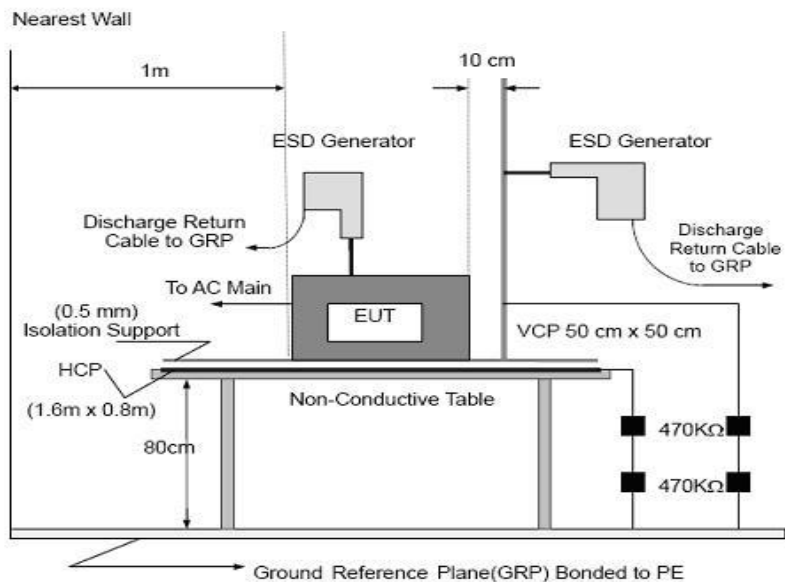 Nearest Wall
1m
10 cm
ESD Generator
ESD Generator
Discharge Return
Cable to GRP
Discharge
Return Cable
to GRP
To AC Main
(0.5 mm)
Isolation Support
EUT
VCP 50 cm x 50 cm
HCP
(1.6m x 0.8m)
Non-Conductive Table
80cm
470KΩ
470KΩ
Ground Reference Plane(GRP) Bonded to PE